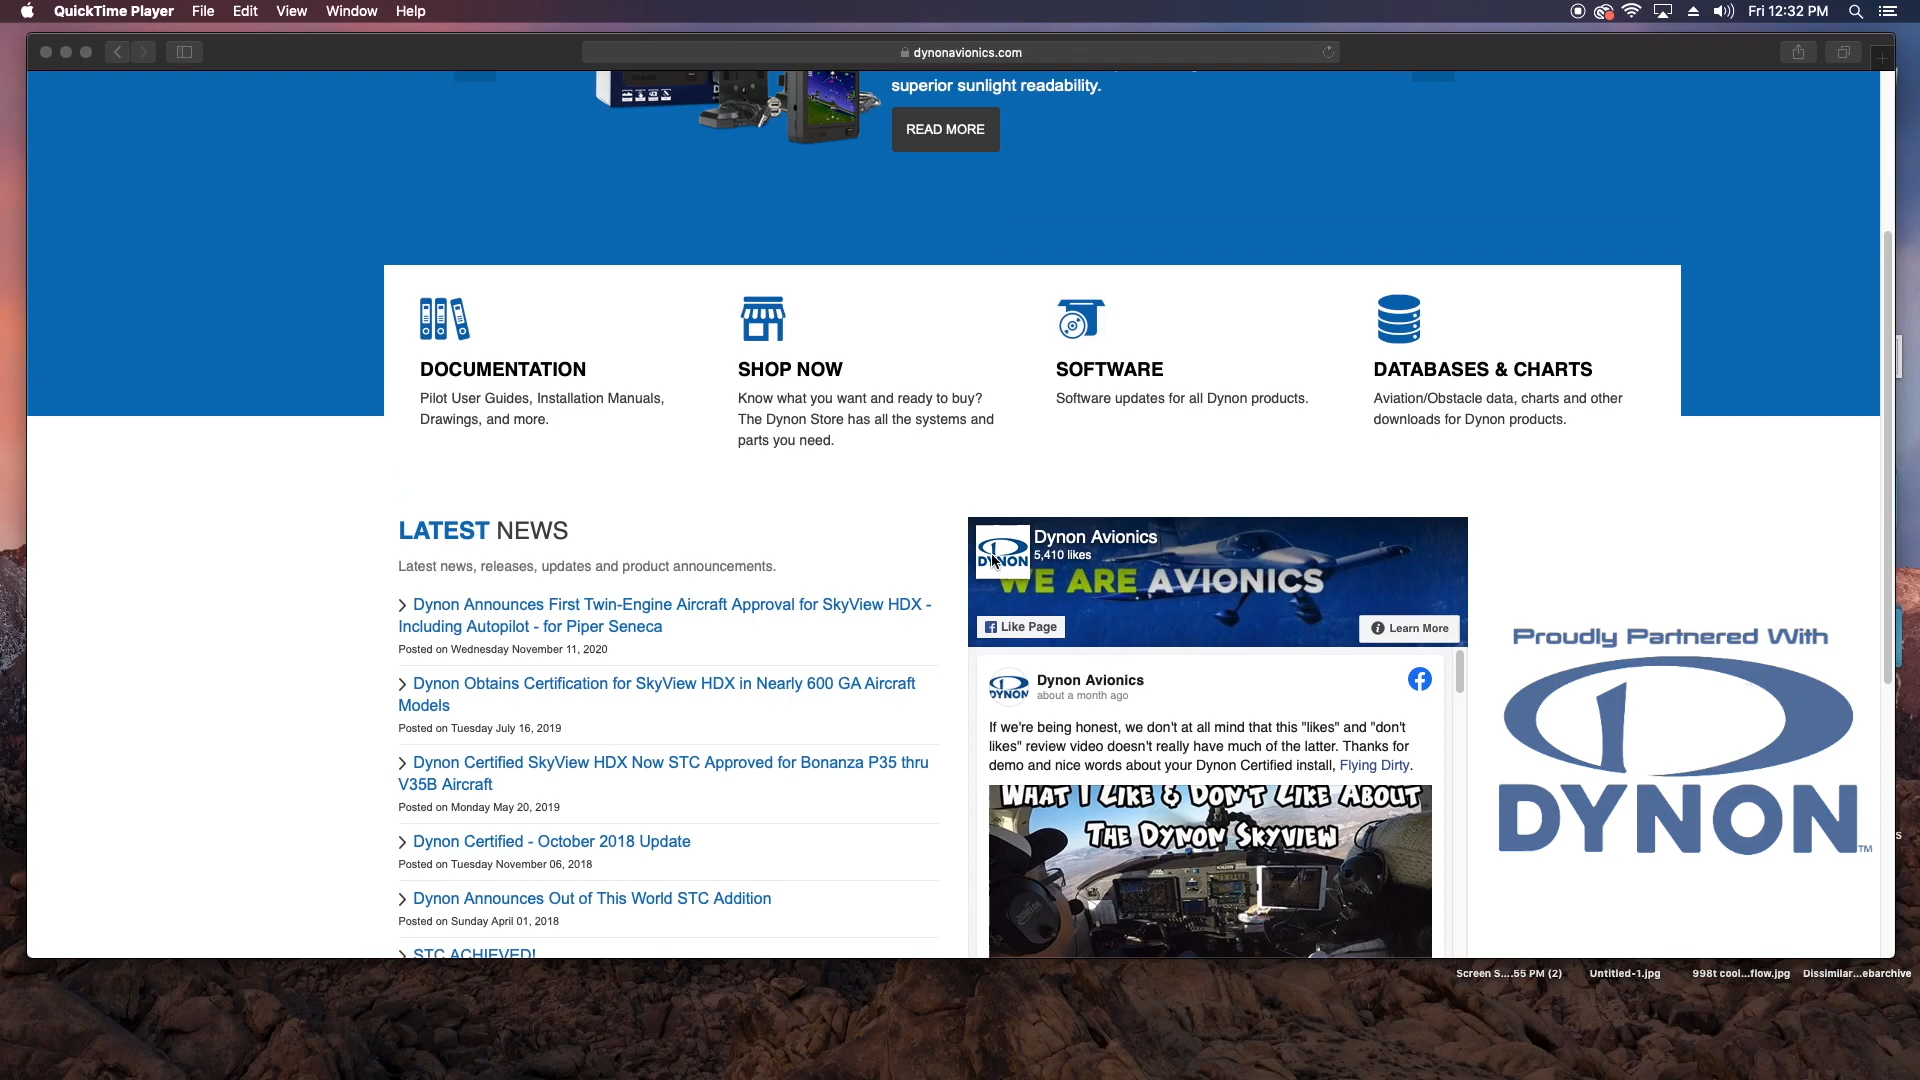 QuickTime Player File Edit View Window Help
Fri 12:32 PM
dynonavionics.com
superior sunlight readability.
READ MORE
DOCUMENTATION
Pilot User Guides, Installation Manuals,
Drawings, and more.
SHOP NOW
Know what you want and ready to buy?
The Dynon Store has all the systems and
parts you need.
SOFTWARE
Software updates for all Dynon products.
DATABASES & CHARTS
Aviation/Obstacle data, charts and other
downloads for Dynon products.
LATEST NEWS
Latest news, releases, updates and product announcements.
Dynon Announces First Twin-Engine Aircraft Approval for SkyView HDX -
Including Autopilot - for Piper Seneca
Posted on Wednesday November 11, 2020
Dynon Obtains Certification for SkyView HDX in Nearly 600 GA Aircraft
Models
Posted on Tuesday July 16, 2019
Dynon Certified SkyView HDX Now STC Approved for Bonanza P35 thru
V35B Aircraft
Posted on Monday May 20, 2019
Dynon Certified - October 2018 Update
Posted on Tuesday November 06, 2018
Dynon Announces Out of This World STC Addition
Posted on Sunday April 01, 2018
STC ACHIEVED!
DYNON
Dynon Avionics
5,410 likes
WE ARE AVIONICS
Like Page
Learn More
DYNON
Dynon Avionics
about a month ago
If we're being honest, we don't at all mind that this "likes" and "don't
likes" review video doesn't really have much of the latter. Thanks for
demo and nice words about your Dynon Certified install, Flying Dirty.
WHAT I LIKE & DON'T LIKE ABOUT
THE DYNON SKYVIEW
Proudly Partnered With
DYNON™
s
Screen S....55 PM (2) Untitled-1.jpg 998t cool...flow.jpg Dissimilar...ebarchive